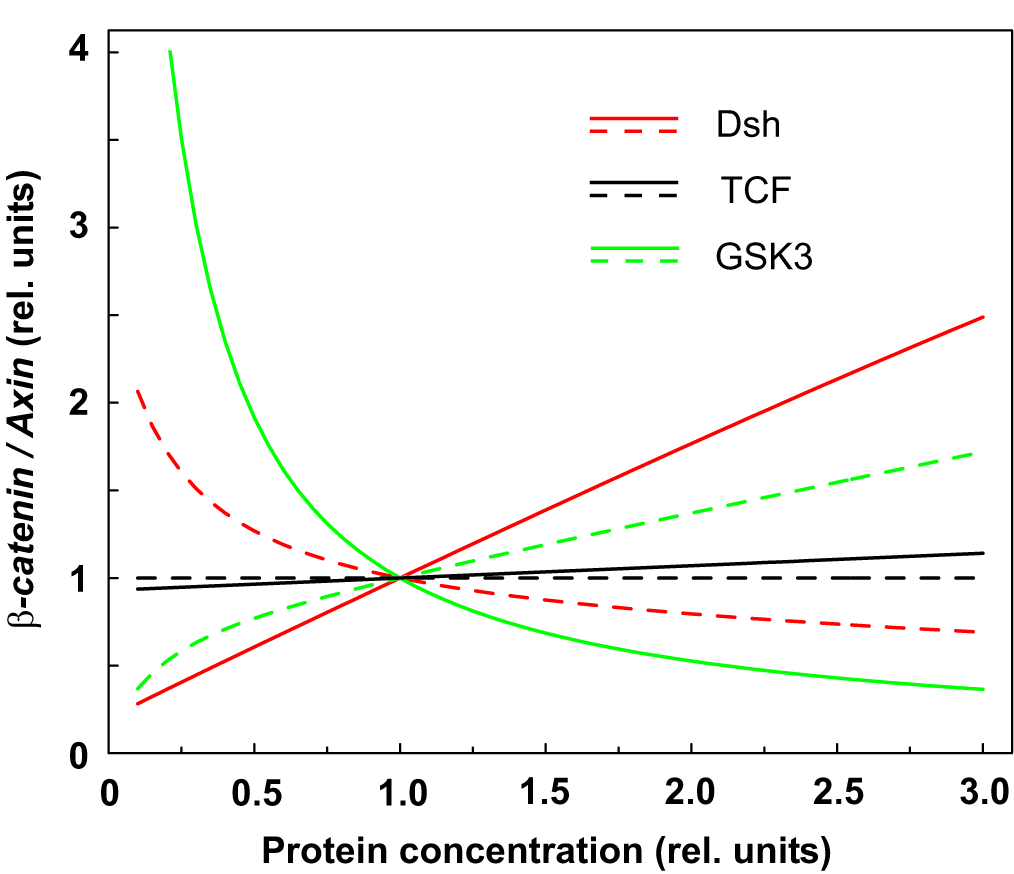 β-catenin / Axin (rel. units)
4
3
2
1
0
Dsh
TCF
GSK3
0 0.5 1.0 1.5 2.0 2.5 3.0
Protein concentration (rel. units)